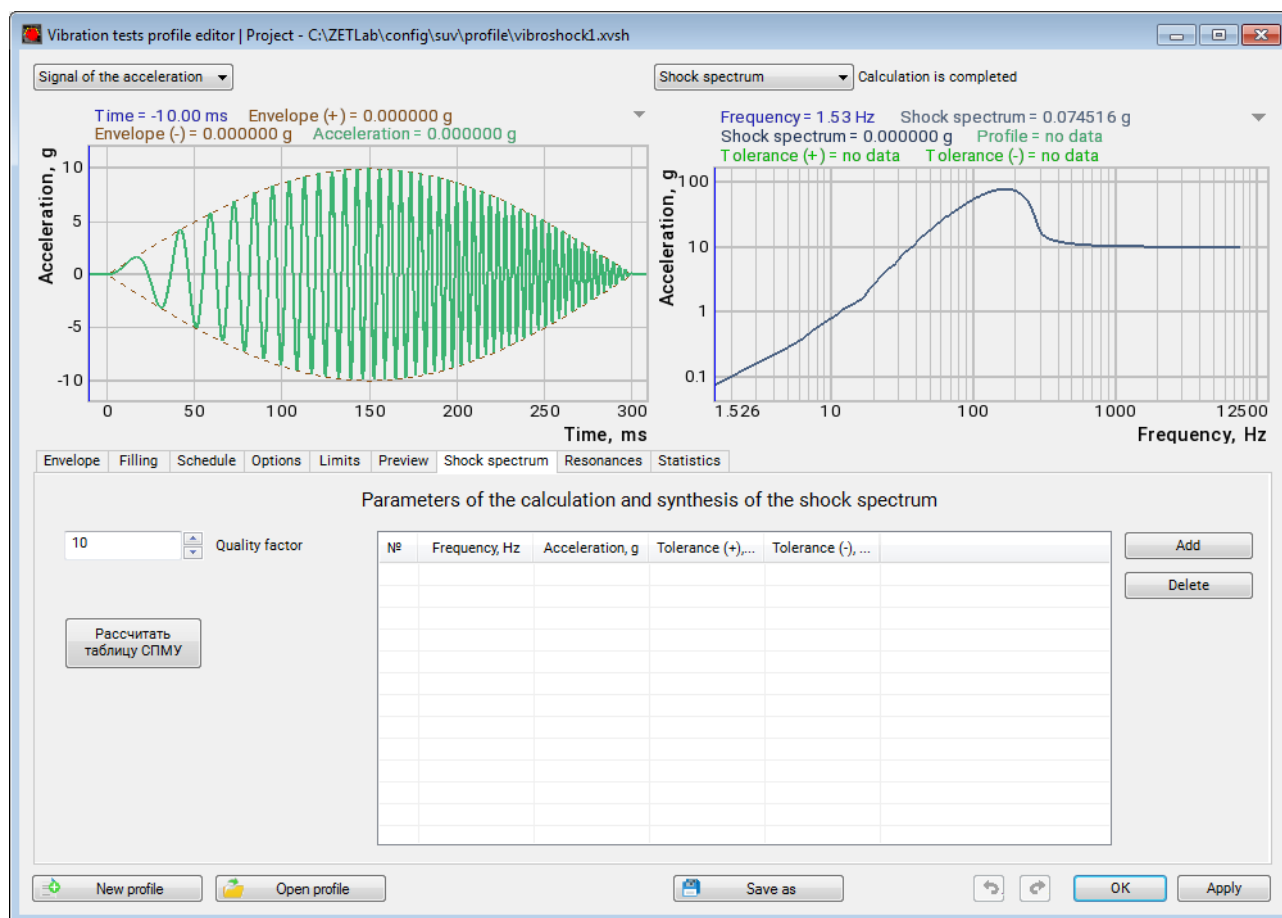 Vibration tests profile editor | Project - C:\ZETLab\config\suv\profile\vibroshock1.xvsh
Signal of the acceleration
Shock spectrum
Calculation is completed
Time = -10.00 ms Envelope (+) = 0.000000 g
Envelope (-) = 0.000000 g Acceleration = 0.000000 g
Acceleration, g
10
5
0
-5
-10
0 50 100 150 200 250 300
Time, ms
Frequency = 1.53 Hz Shock spectrum = 0.074516 g
Shock spectrum = 0.000000 g Profile = no data
Tolerance (+) = no data Tolerance (-) = no data
Acceleration, g
100
10
1
0.1
1.526 10 100 1000 12500
Frequency, Hz
Envelope Filling Schedule Options Limits Preview Shock spectrum Resonances Statistics
Parameters of the calculation and synthesis of the shock spectrum
10 Quality factor
№ Frequency, Hz Acceleration, g Tolerance (+),... Tolerance (-), ...
Add
Delete
Рассчитать
таблицу СПМУ
New profile Open profile Save as OK Apply